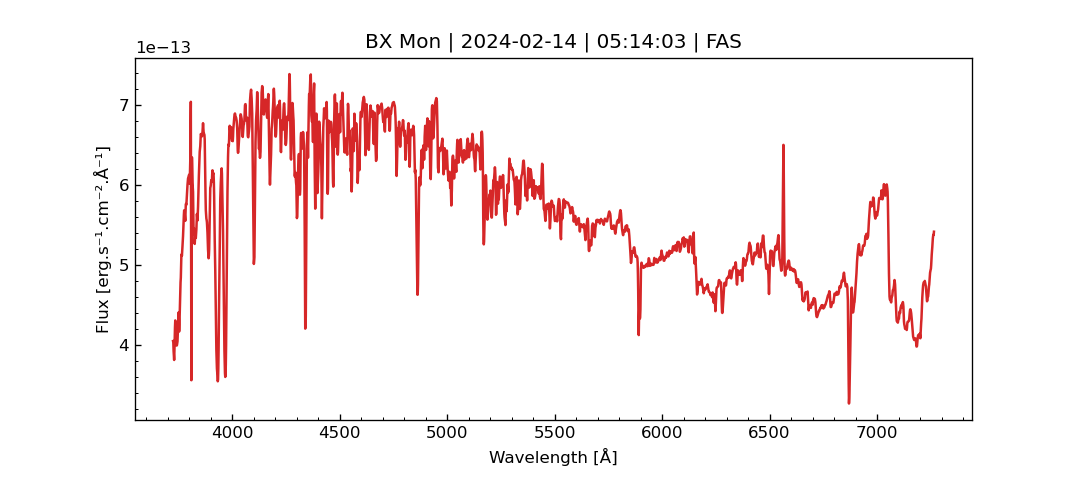 BX Mon | 2024-02-14 | 05:14:03 | FAS
1e−13
7
6
5
4
Flux [erg.s⁻¹.cm⁻².Å⁻¹]
4000 4500 5000 5500 6000 6500 7000
Wavelength [Å]